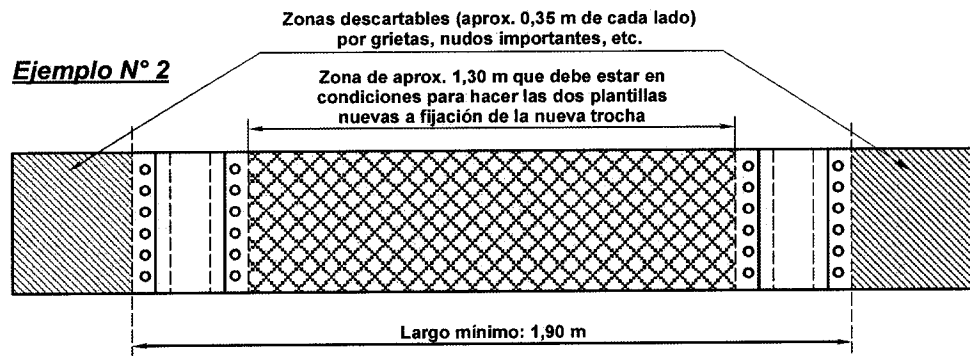 Zonas descartables (aprox. 0,35 m de cada lado)
por grietas, nudos importantes, etc.
Ejemplo N° 2
Zona de aprox. 1,30 m que debe estar en
condiciones para hacer las dos plantillas
nuevas a fijación de la nueva trocha
Largo mínimo: 1,90 m